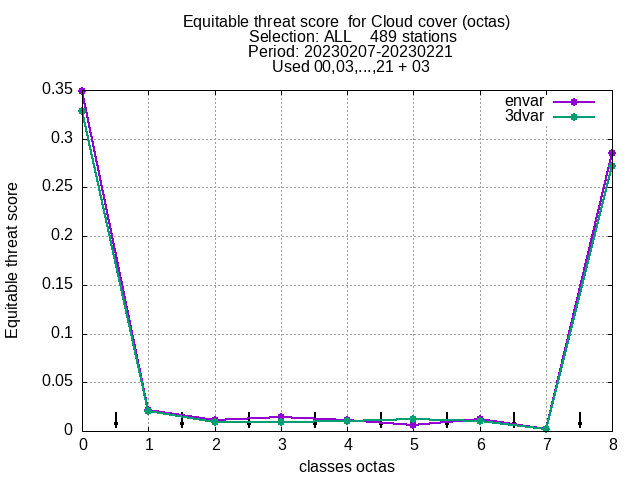 Equitable threat score  for Cloud cover (octas)
Selection: ALL    489 stations
Period: 20230207-20230221
Used 00,03,...,21 + 03
envar
3dvar
0.35
0.3
0.25
0.2
0.15
0.1
0.05
0
Equitable threat score
0 1 2 3 4 5 6 7 8
classes octas